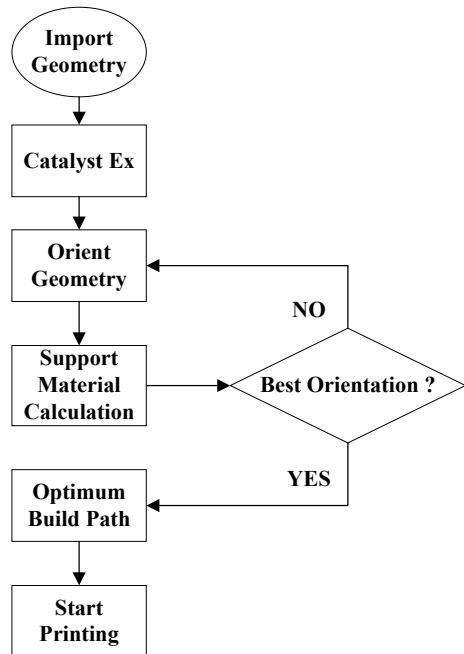 Import
Geometry
Catalyst Ex
Orient
Geometry
NO
Support
Material
Calculation
Best Orientation ?
YES
Optimum
Build Path
Start
Printing